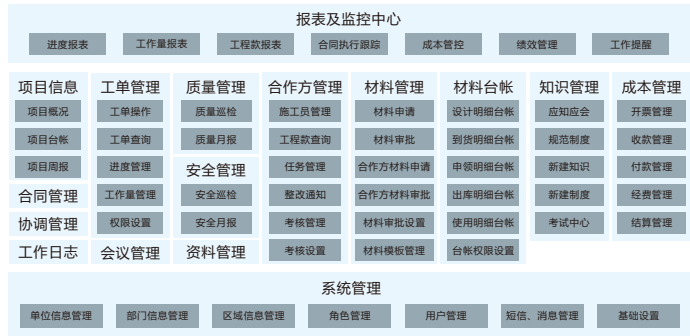 报表及监控中心
进度报表 工作量报表 工程款报表 合同执行跟踪 成本管控 绩效管理 工作提醒
项目信息
项目概况
项目台帐
项目周报
合同管理
协调管理
工作日志
工单管理
工单操作
工单查询
进度管理
工作量管理
权限设置
会议管理
质量管理
质量巡检
质量月报
安全管理
安全巡检
安全月报
资料管理
合作方管理
施工员管理
工程款查询
任务管理
整改通知
考核管理
考核设置
材料管理
材料申请
材料审批
合作方材料申请
合作方材料审批
材料审批设置
材料模板管理
材料台帐
设计明细台帐
到货明细台帐
申领明细台帐
出库明细台帐
使用明细台帐
台帐权限设置
知识管理
应知应会
规范制度
新建知识
新建制度
考试中心
成本管理
开票管理
收款管理
付款管理
经费管理
结算管理
系统管理
单位信息管理 部门信息管理 区域信息管理 角色管理 用户管理 短信、消息管理 基础设置